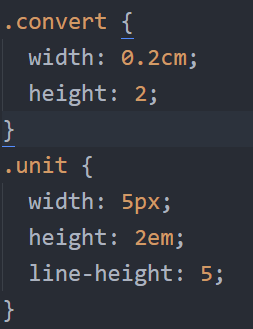 .convert {
  width: 0.2cm;
  height: 2;
}
.unit {
  width: 5px;
  height: 2em;
  line-height: 5;
}